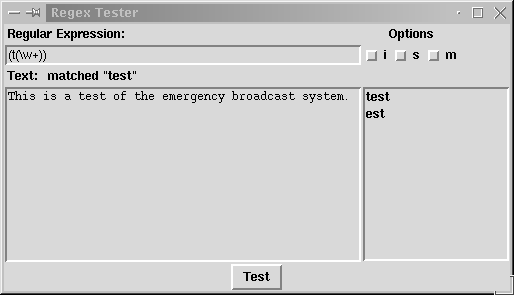 Regex Tester
Regular Expression:
Options
(t(\w+))
i s m
Text: matched "test"
This is a test of the emergency broadcast system.
test
est
Test